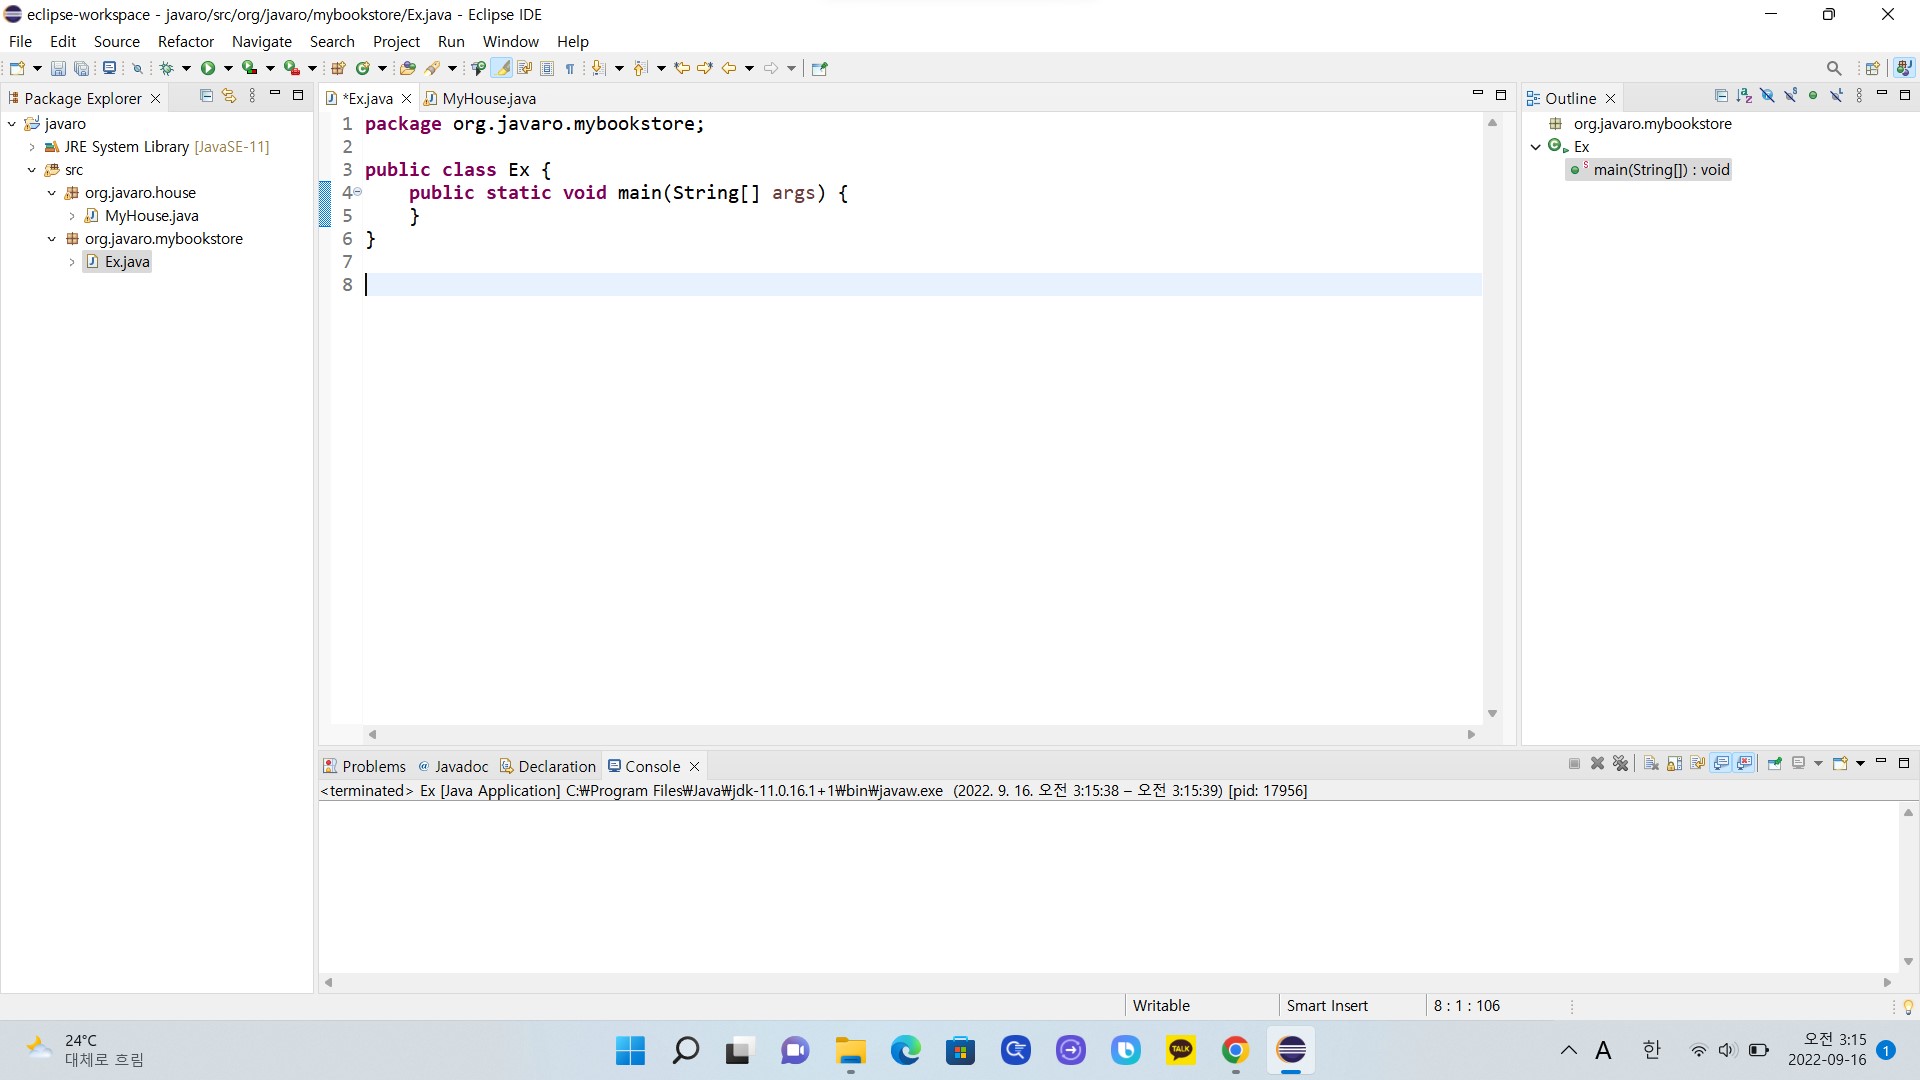 eclipse-workspace - javaro/src/org/javaro/mybookstore/Ex.java - Eclipse IDE
File Edit Source Refactor Navigate Search Project Run Window Help
Package Explorer
*Ex.java MyHouse.java
Outline
javaro
JRE System Library [JavaSE-11]
src
org.javaro.house
MyHouse.java
org.javaro.mybookstore
Ex.java
1 package org.javaro.mybookstore;
2
3 public class Ex {
4 public static void main(String[] args) {
5 }
6 }
7
8
org.javaro.mybookstore
Ex
main(String[]) : void
Problems @ Javadoc Declaration Console
<terminated> Ex [Java Application] C:₩Program Files₩Java₩jdk-11.0.16.1+1₩bin₩javaw.exe (2022. 9. 16. 오전 3:15:38 – 오전 3:15:39) [pid: 17956]
Writable Smart Insert 8 : 1 : 106
24°C
대체로 흐림
TALK
A 한
오전 3:15
2022-09-16
1